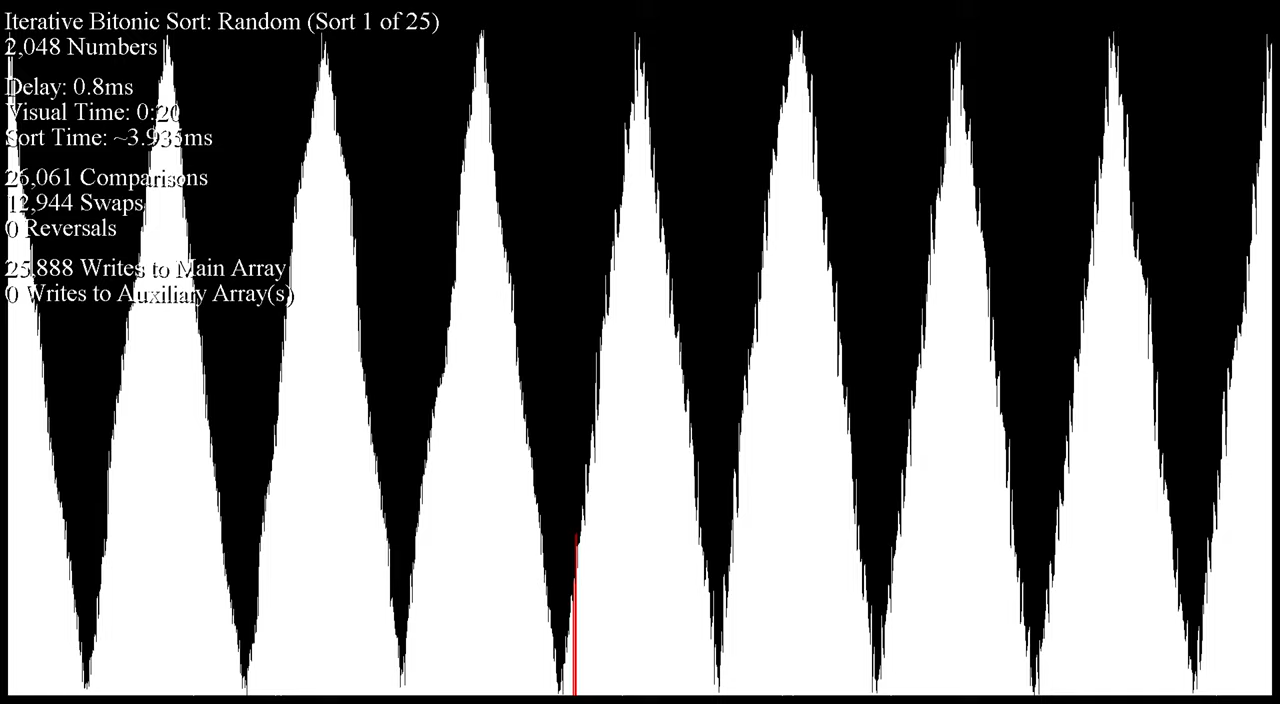 Iterative Bitonic Sort: Random (Sort 1 of 25)
2,048 Numbers
Delay: 0.8ms
Visual Time: 0:20
Sort Time: ~3.935ms
26,061 Comparisons
12,944 Swaps
0 Reversals
25,888 Writes to Main Array
0 Writes to Auxiliary Array(s)